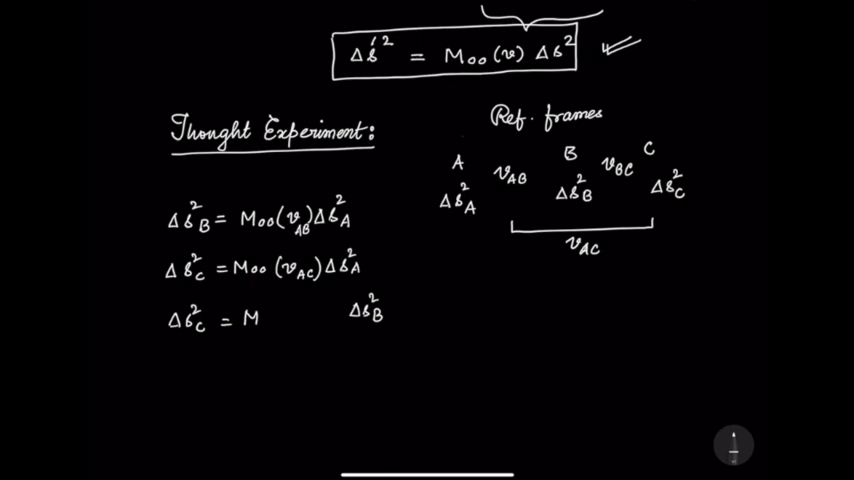 Δs'² = M₀₀(v) Δs²
Thought Experiment:
Ref. frames
A v_AB B v_BC C
Δs²_A Δs²_B Δs²_C
v_AC
Δs²_B = M₀₀(v_AB)Δs²_A
Δs²_C = M₀₀(v_AC)Δs²_A
Δs²_C = M Δs²_B